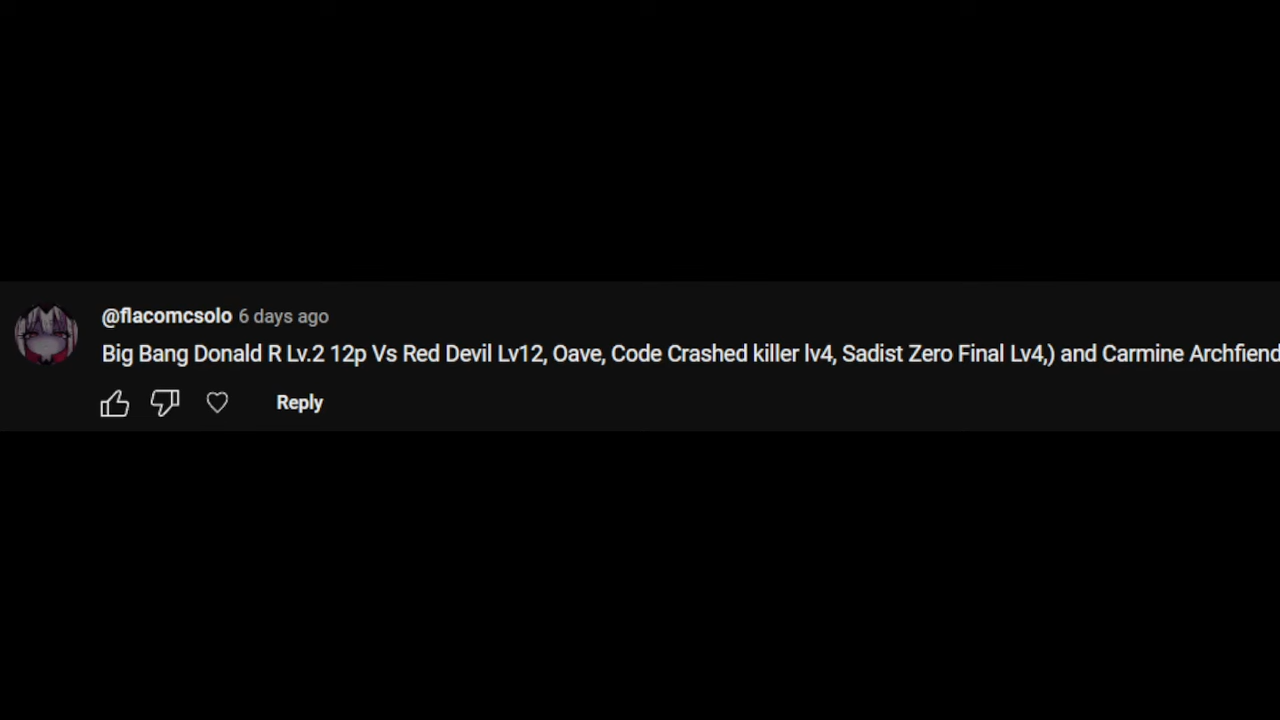 @flacomcsolo 6 days ago
Big Bang Donald R Lv.2 12p Vs Red Devil Lv12, Oave, Code Crashed killer lv4, Sadist Zero Final Lv4,) and Carmine Archfiend
Reply